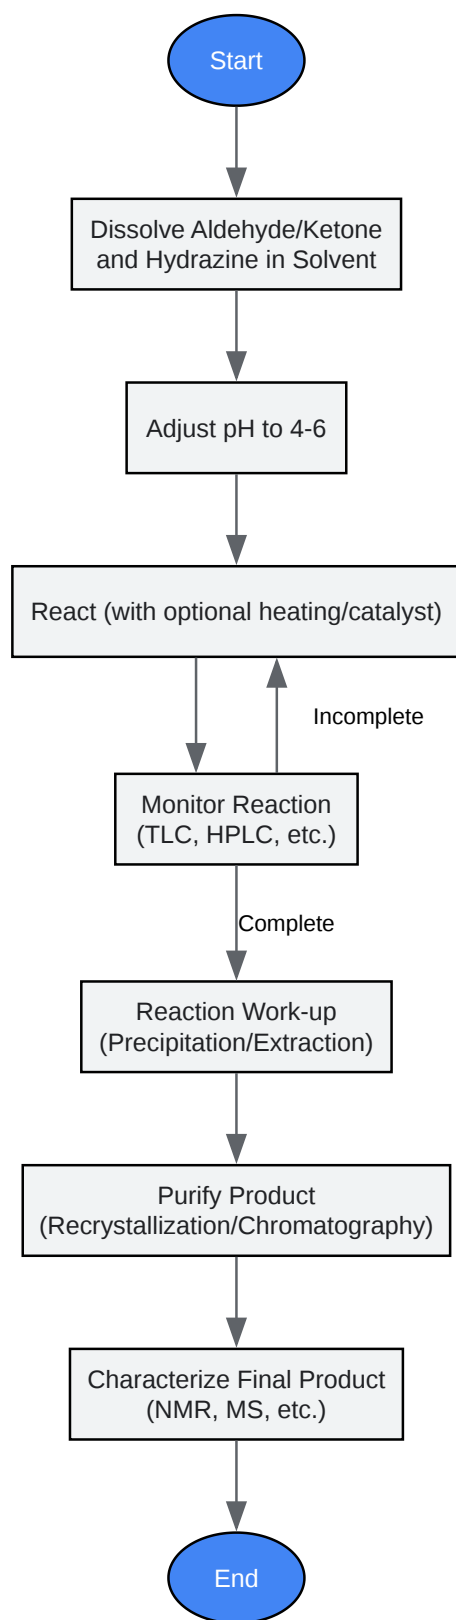 Start
Dissolve Aldehyde/Ketone
and Hydrazine in Solvent
Adjust pH to 4-6
React (with optional heating/catalyst)
Incomplete
Monitor Reaction
(TLC, HPLC, etc.)
Complete
Reaction Work-up
(Precipitation/Extraction)
Purify Product
(Recrystallization/Chromatography)
Characterize Final Product
(NMR, MS, etc.)
End